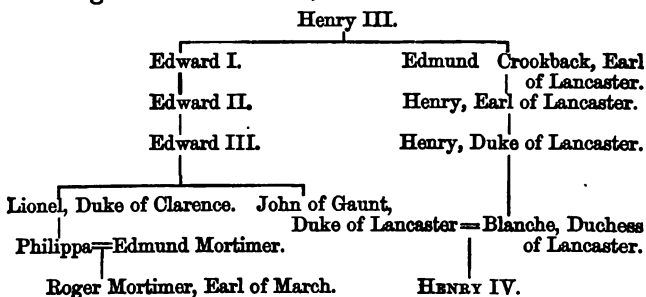 Henry III.
Edward I. Edmund Crookback, Earl
of Lancaster.
Edward II. Henry, Earl of Lancaster.
Edward III. Henry, Duke of Lancaster.
Lionel, Duke of Clarence. John of Gaunt,
Duke of Lancaster = Blanche, Duchess
Philippa=Edmund Mortimer. of Lancaster.
Roger Mortimer, Earl of March. HENRY IV.